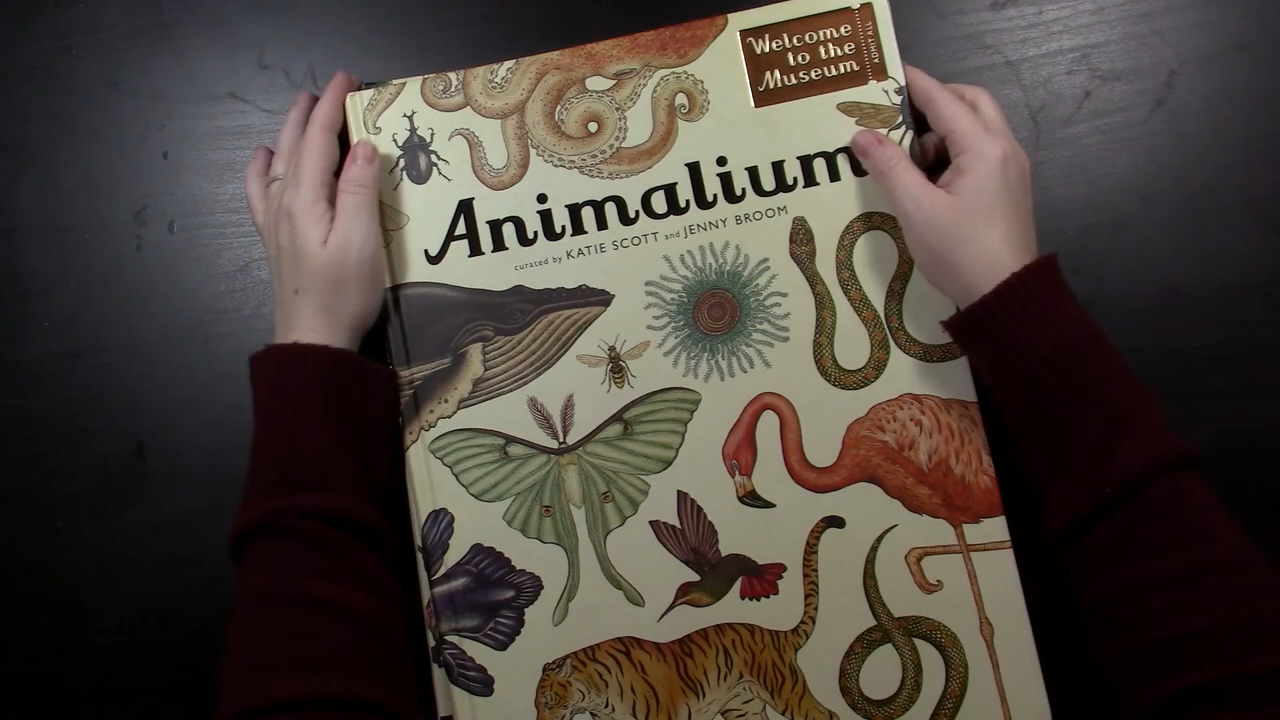 Welcome
to the
Museum
ADMIT ALL
Animalium
curated by KATIE SCOTT and JENNY BROOM